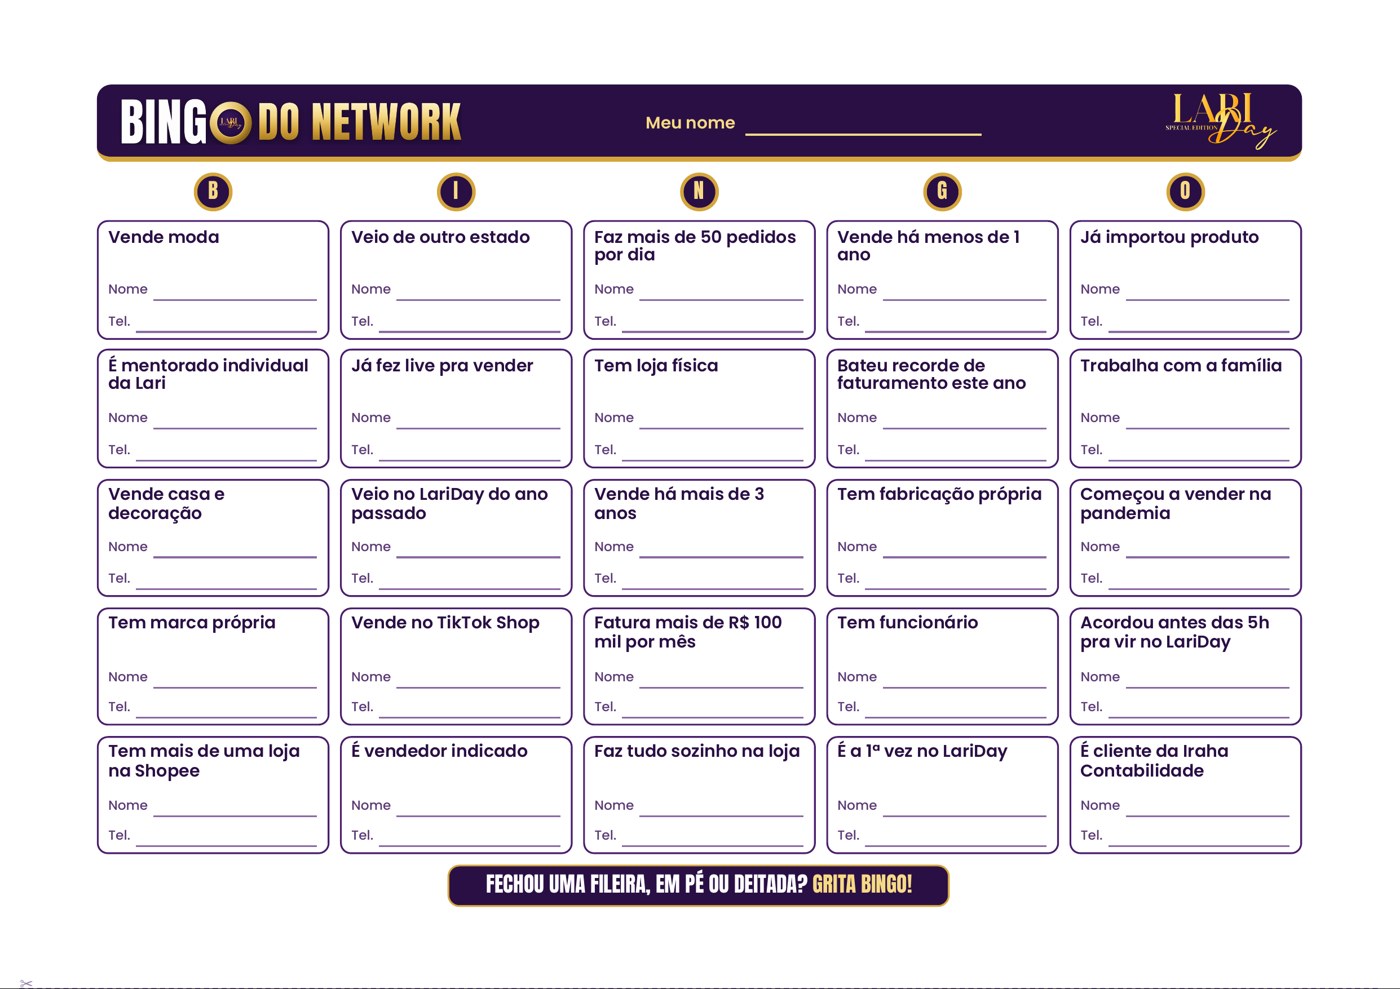 BINGO DO NETWORK
Meu nome
LARI
SPECIAL EDITION
Day
B
I
N
G
O
Vende moda
Nome
Tel.
Veio de outro estado
Nome
Tel.
Faz mais de 50 pedidos
por dia
Nome
Tel.
Vende há menos de 1
ano
Nome
Tel.
Já importou produto
Nome
Tel.
É mentorado individual
da Lari
Nome
Tel.
Já fez live pra vender
Nome
Tel.
Tem loja física
Nome
Tel.
Bateu recorde de
faturamento este ano
Nome
Tel.
Trabalha com a família
Nome
Tel.
Vende casa e
decoração
Nome
Tel.
Veio no LariDay do ano
passado
Nome
Tel.
Vende há mais de 3
anos
Nome
Tel.
Tem fabricação própria
Nome
Tel.
Começou a vender na
pandemia
Nome
Tel.
Tem marca própria
Nome
Tel.
Vende no TikTok Shop
Nome
Tel.
Fatura mais de R$ 100
mil por mês
Nome
Tel.
Tem funcionário
Nome
Tel.
Acordou antes das 5h
pra vir no LariDay
Nome
Tel.
Tem mais de uma loja
na Shopee
Nome
Tel.
É vendedor indicado
Nome
Tel.
Faz tudo sozinho na loja
Nome
Tel.
É a 1ª vez no LariDay
Nome
Tel.
É cliente da Iraha
Contabilidade
Nome
Tel.
FECHOU UMA FILEIRA, EM PÉ OU DEITADA? GRITA BINGO!